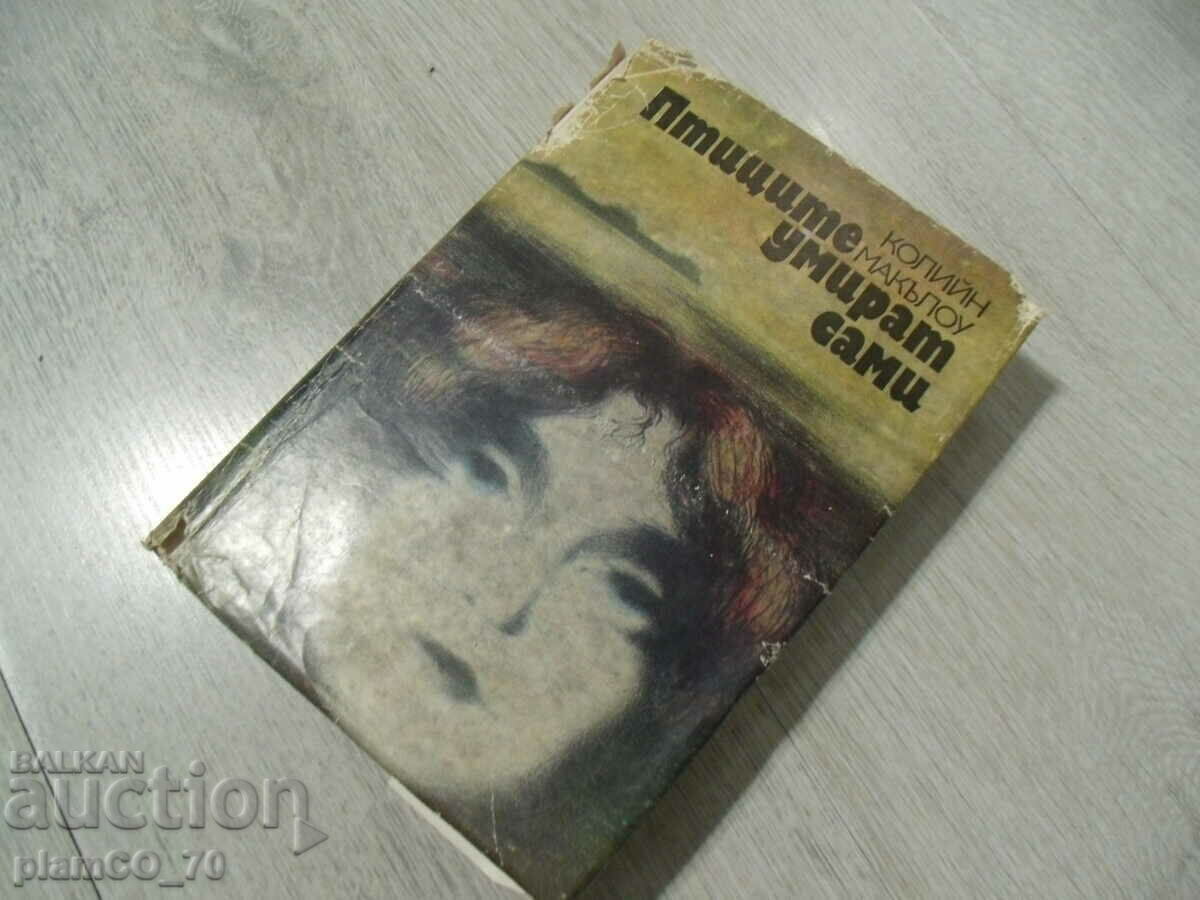 Птиците
умират
сами
КОЛИЙН
МАКЪЛОУ
BALKAN
auction
plamCO_70